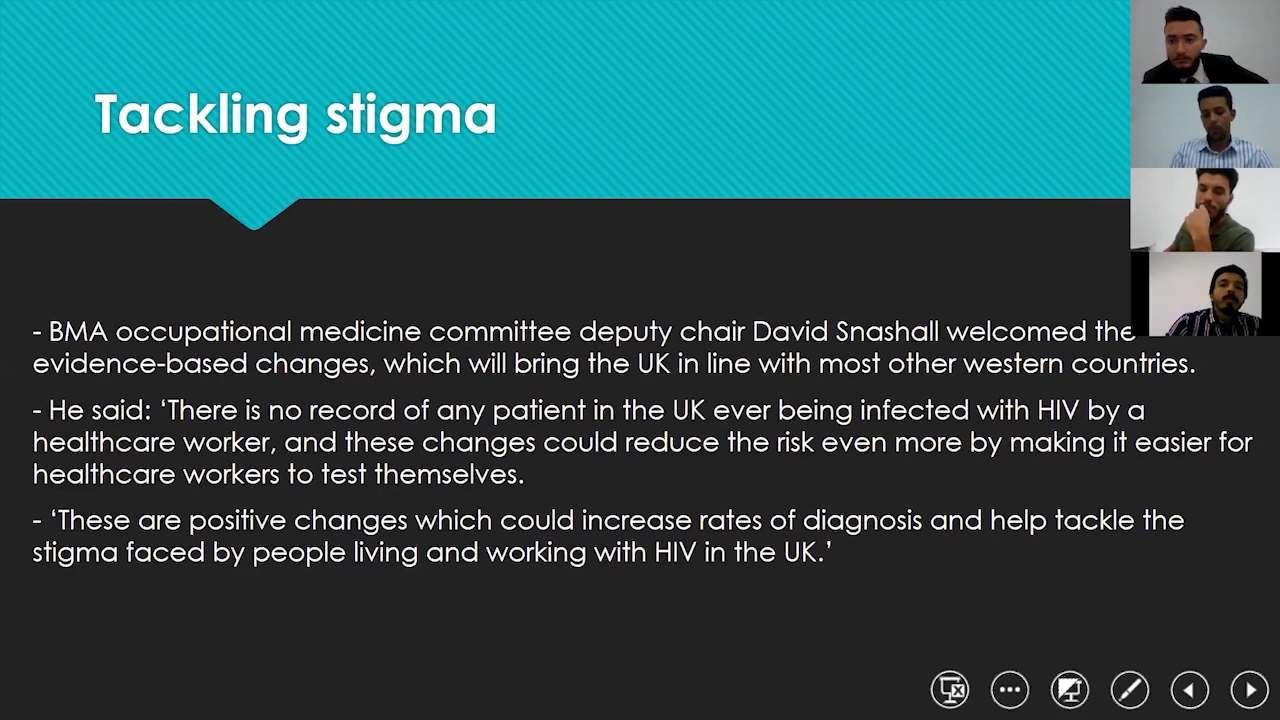 Tackling stigma
- BMA occupational medicine committee deputy chair David Snashall welcomed the
evidence-based changes, which will bring the UK in line with most other western countries.
- He said: ‘There is no record of any patient in the UK ever being infected with HIV by a
healthcare worker, and these changes could reduce the risk even more by making it easier for
healthcare workers to test themselves.
- ‘These are positive changes which could increase rates of diagnosis and help tackle the
stigma faced by people living and working with HIV in the UK.’